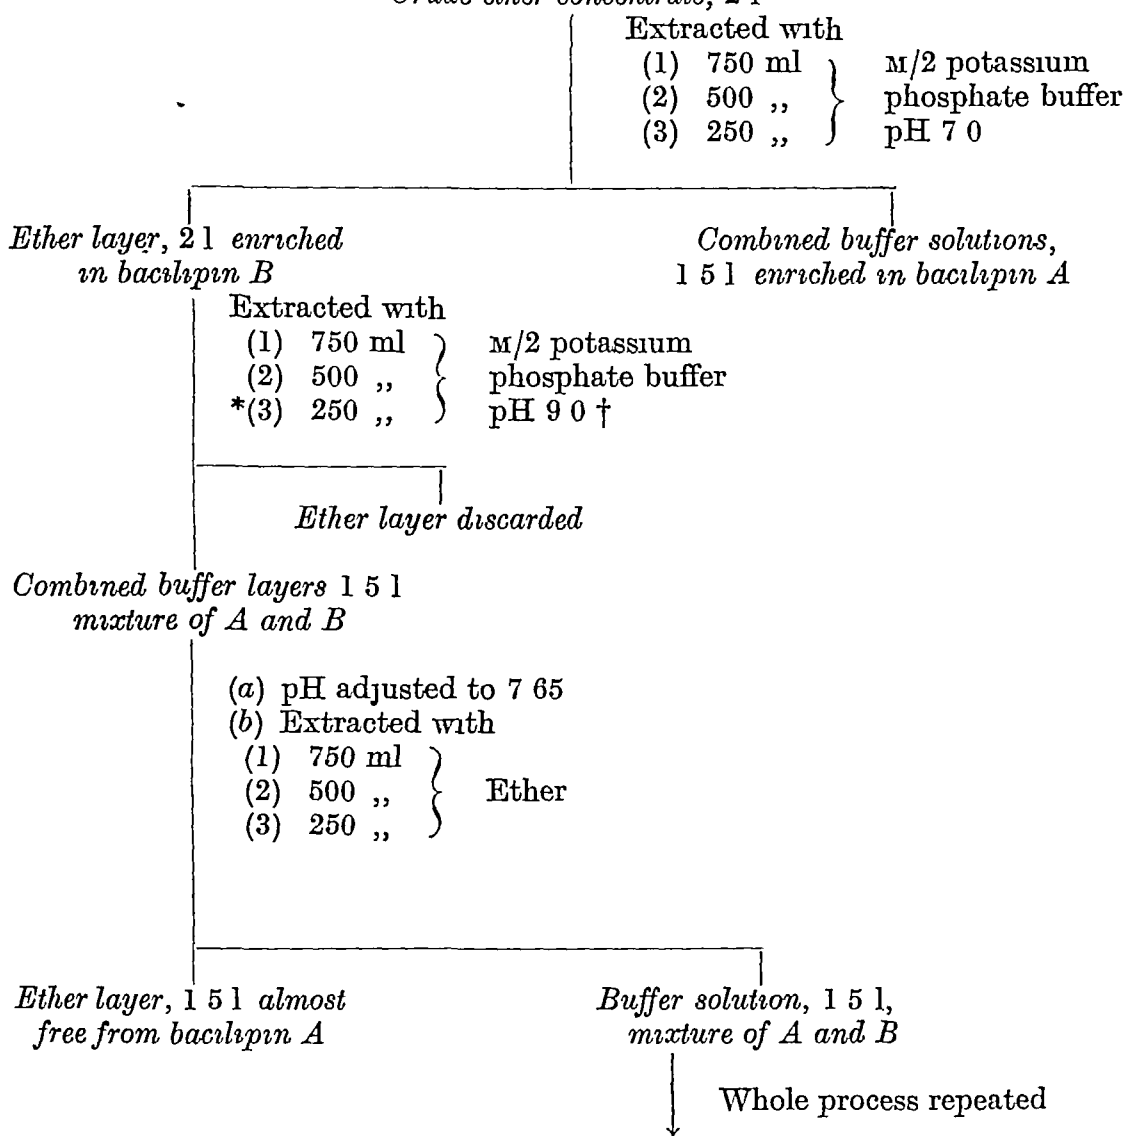 Extracted with
(1) 750 ml
(2) 500 ,,
(3) 250 ,,
M/2 potassium
phosphate buffer
pH 7 0
Ether layer, 2 l enriched
in bacilipin B
Combined buffer solutions,
1 5 l enriched in bacilipin A
Extracted with
(1) 750 ml
(2) 500 ,,
*(3) 250 ,,
M/2 potassium
phosphate buffer
pH 9 0 †
Ether layer discarded
Combined buffer layers 1 5 l
mixture of A and B
(a) pH adjusted to 7 65
(b) Extracted with
(1) 750 ml
(2) 500 ,,
(3) 250 ,,
Ether
Ether layer, 1 5 l almost
free from bacilipin A
Buffer solution, 1 5 l,
mixture of A and B
Whole process repeated